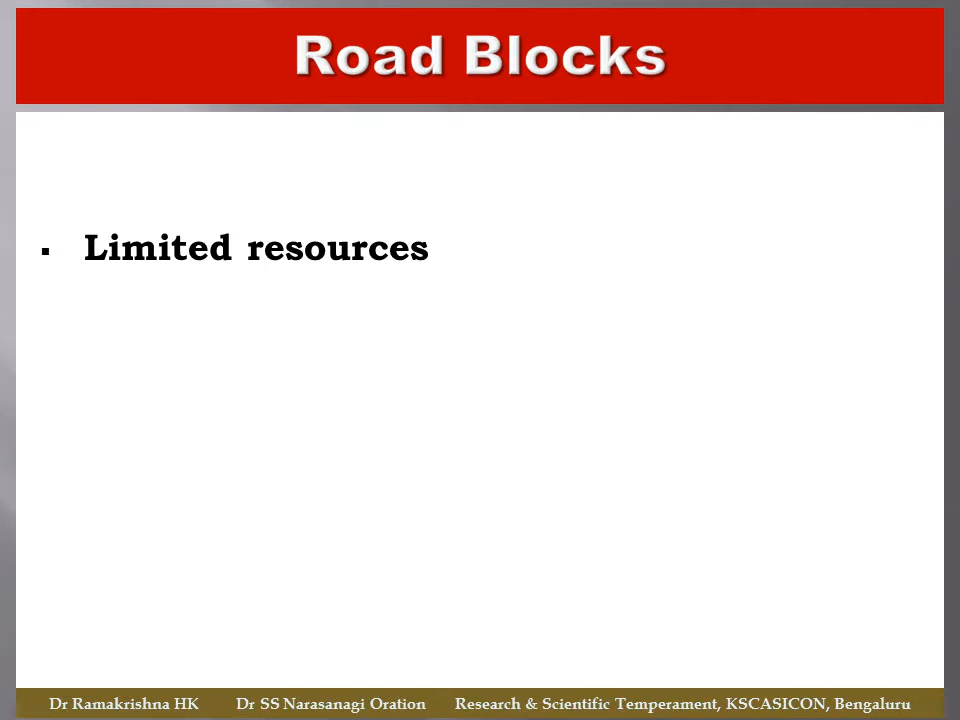 Road Blocks
▪ Limited resources
Dr Ramakrishna HK Dr SS Narasanagi Oration Research & Scientific Temperament, KSCASICON, Bengaluru